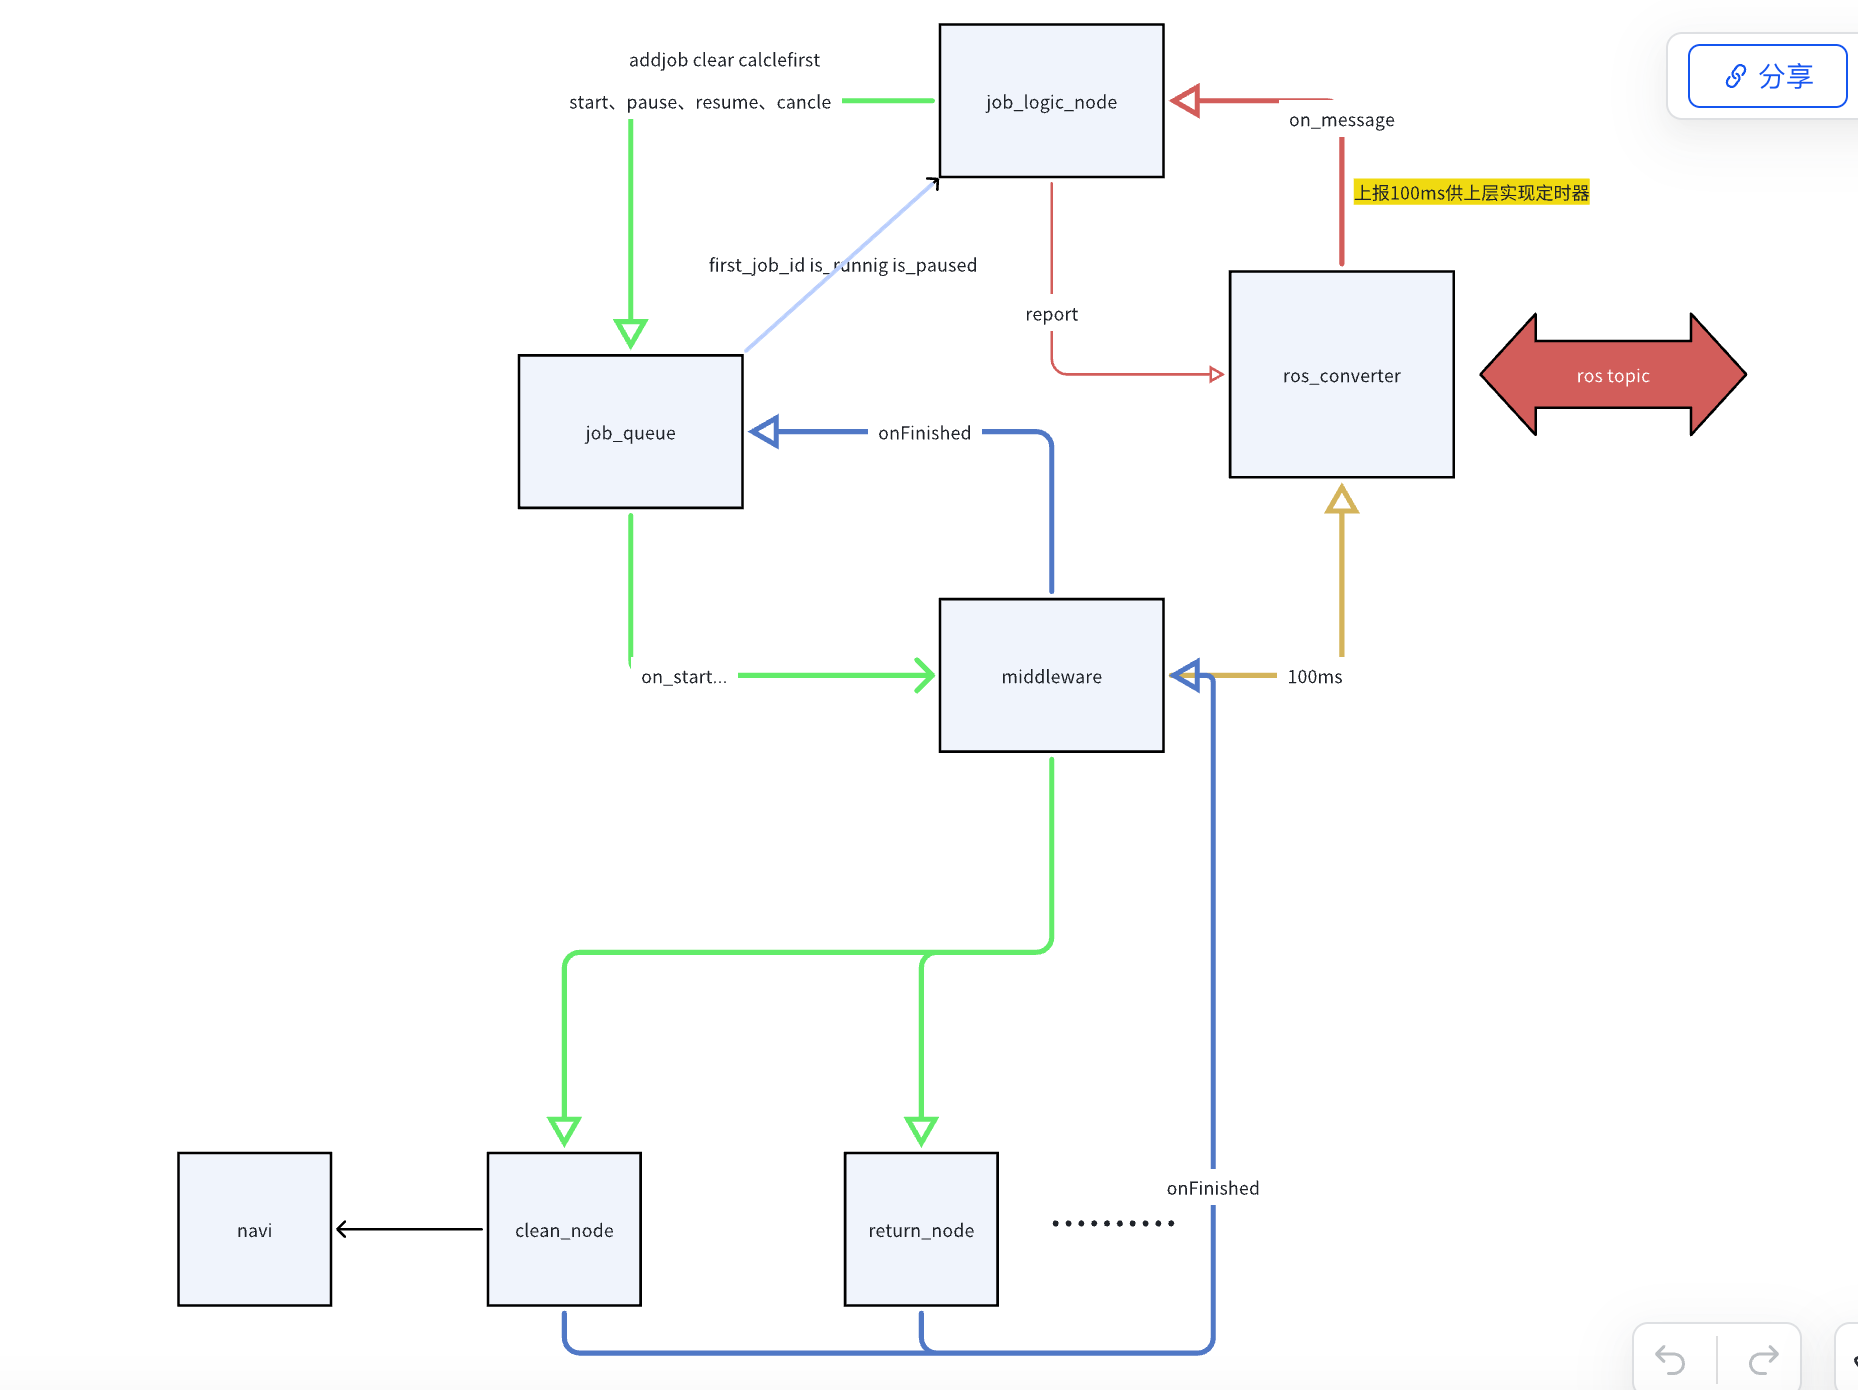 addjob clear calclefirst
start、pause、resume、cancle
job_logic_node
on_message
分享
上报100ms供上层实现定时器
first_job_id is_runnig is_paused
report
ros_converter
ros topic
job_queue
onFinished
on_start...
middleware
100ms
onFinished
navi
clean_node
return_node